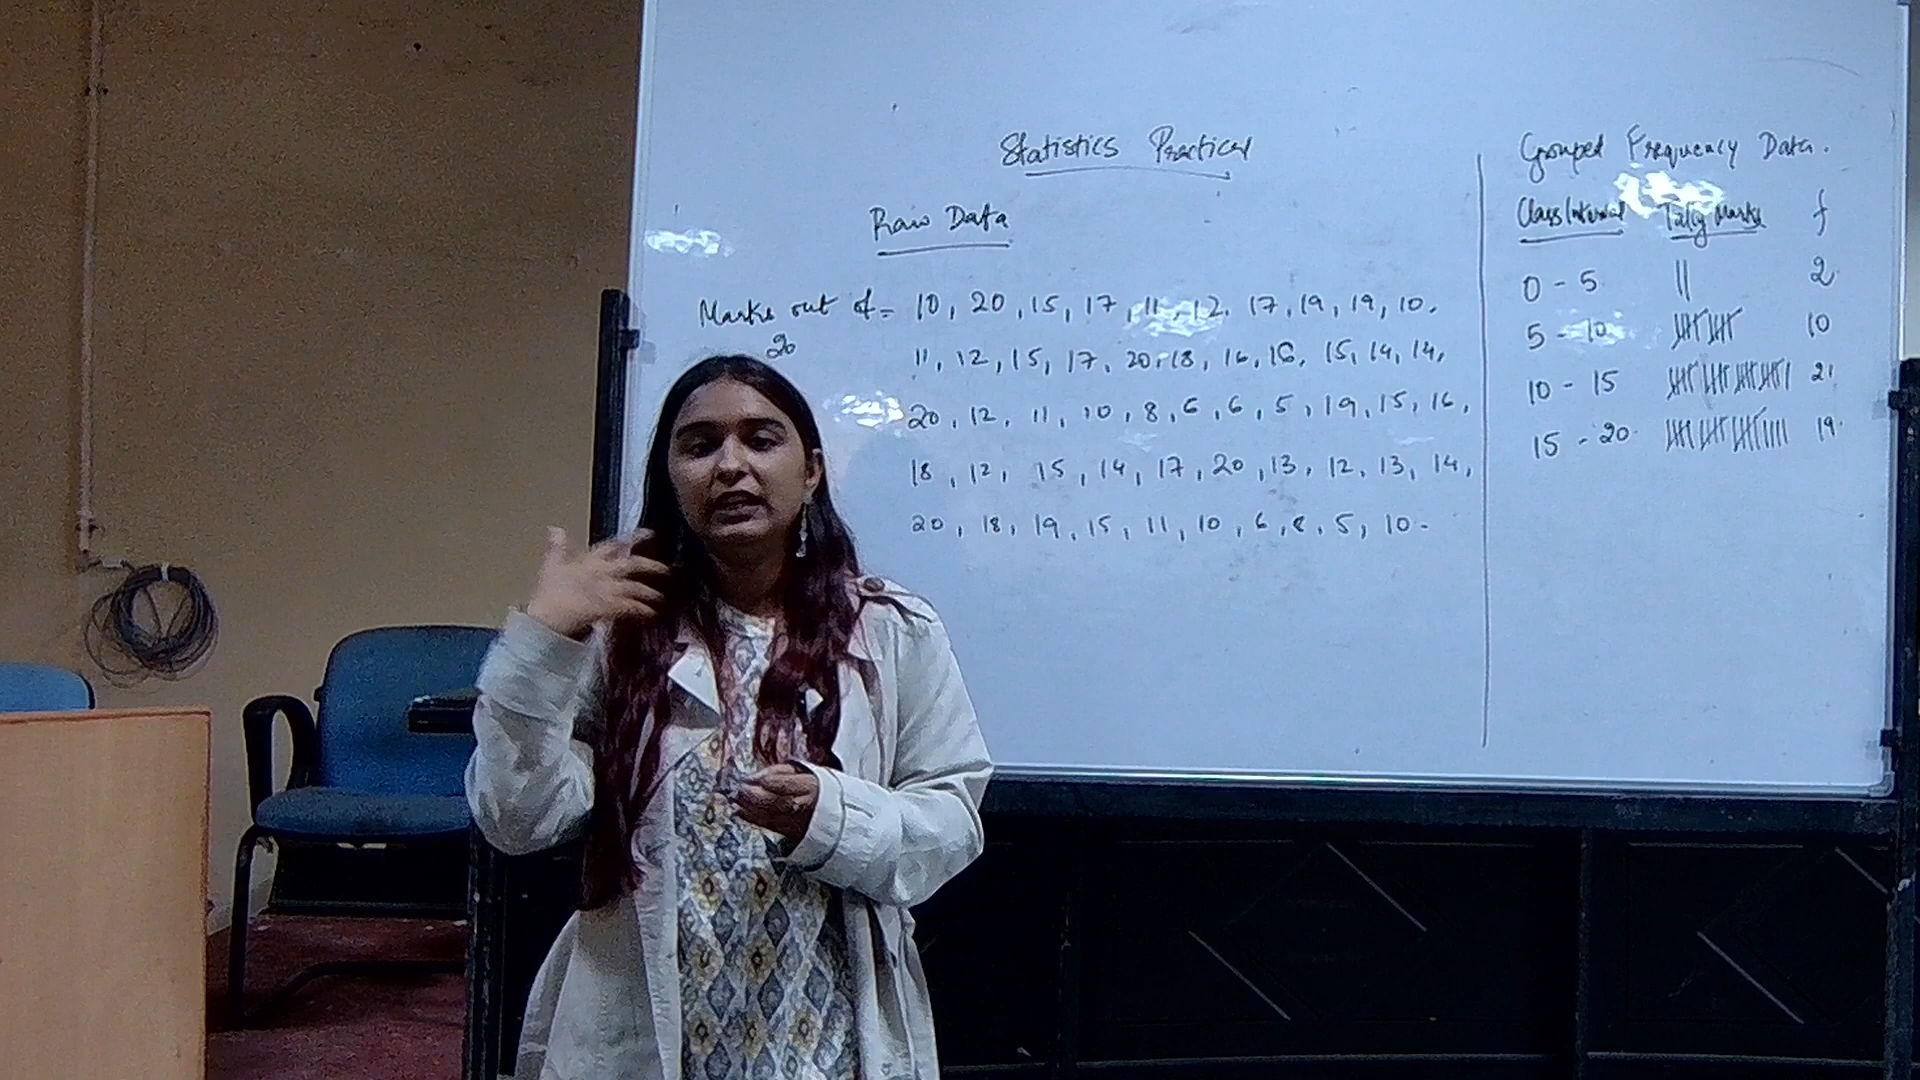 Statistics Practical
Raw Data
Marks out of = 10, 20, 15, 17, 11, 12, 17, 19, 19, 10.
20
11, 12, 15, 17, 20, 18, 16, 18, 15, 14, 14,
20, 12, 11, 10, 8, 6, 6, 5, 19, 15, 16,
18, 12, 15, 14, 17, 20, 13, 12, 13, 14,
20, 18, 19, 15, 11, 10, 6, 8, 5, 10.
Grouped Frequency Data.
Class Interval Tally Marks f
0 - 5 || 2
5 - 10 10
10 - 15 21
15 - 20 19